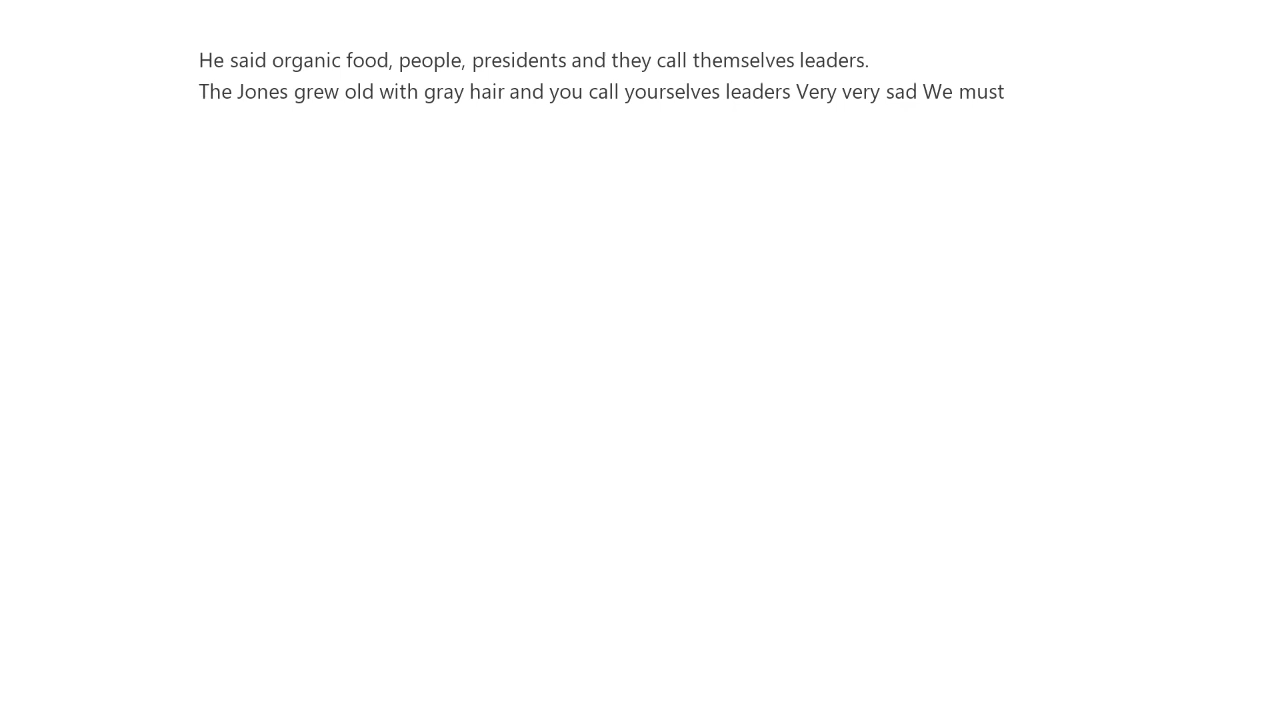 He said organic food, people, presidents and they call themselves leaders.
The Jones grew old with gray hair and you call yourselves leaders Very very sad We must